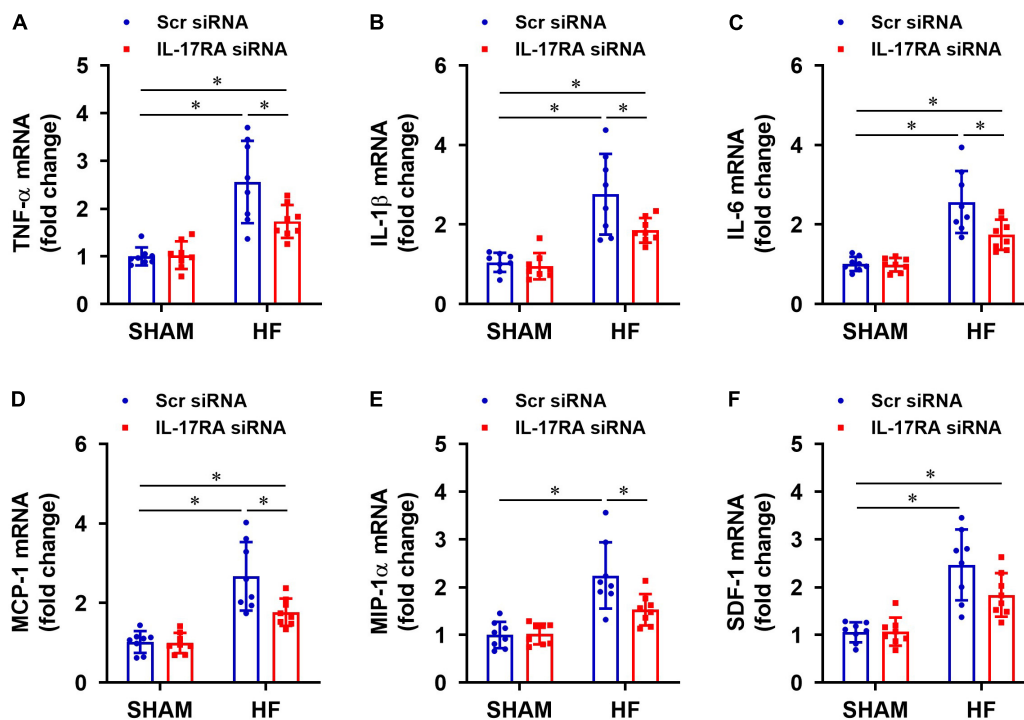 A
Scr siRNA
IL-17RA siRNA
TNF-α mRNA
(fold change)
5
4
3
2
1
0
*
*
*
SHAM
HF
B
Scr siRNA
IL-17RA siRNA
IL-1β mRNA
(fold change)
6
4
2
0
*
*
*
SHAM
HF
C
Scr siRNA
IL-17RA siRNA
IL-6 mRNA
(fold change)
6
4
2
0
*
*
*
SHAM
HF
D
Scr siRNA
IL-17RA siRNA
MCP-1 mRNA
(fold change)
6
4
2
0
*
*
*
SHAM
HF
E
Scr siRNA
IL-17RA siRNA
MIP-1α mRNA
(fold change)
5
4
3
2
1
0
*
*
SHAM
HF
F
Scr siRNA
IL-17RA siRNA
SDF-1 mRNA
(fold change)
5
4
3
2
1
0
*
*
SHAM
HF